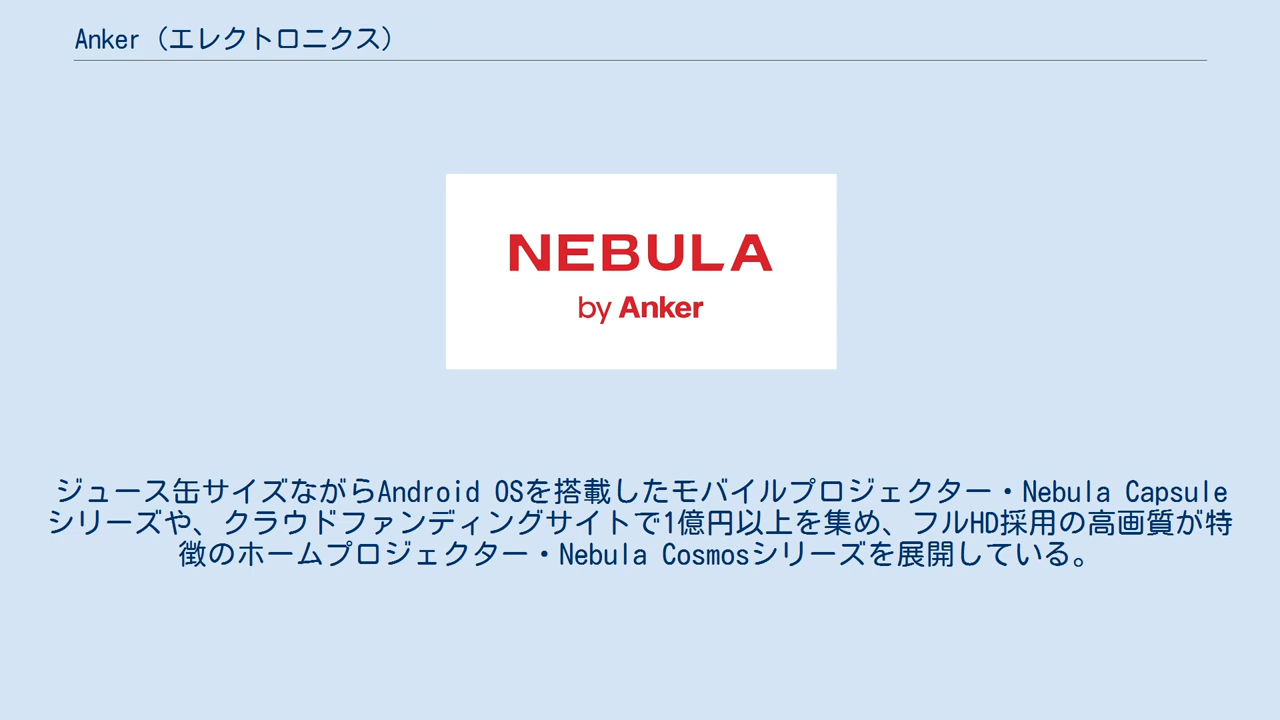 Anker（エレクトロニクス）
NEBULA
by Anker
ジュース缶サイズながらAndroid OSを搭載したモバイルプロジェクター・Nebula Capsule
シリーズや、クラウドファンディングサイトで1億円以上を集め、フルHD採用の高画質が特
徴のホームプロジェクター・Nebula Cosmosシリーズを展開している。